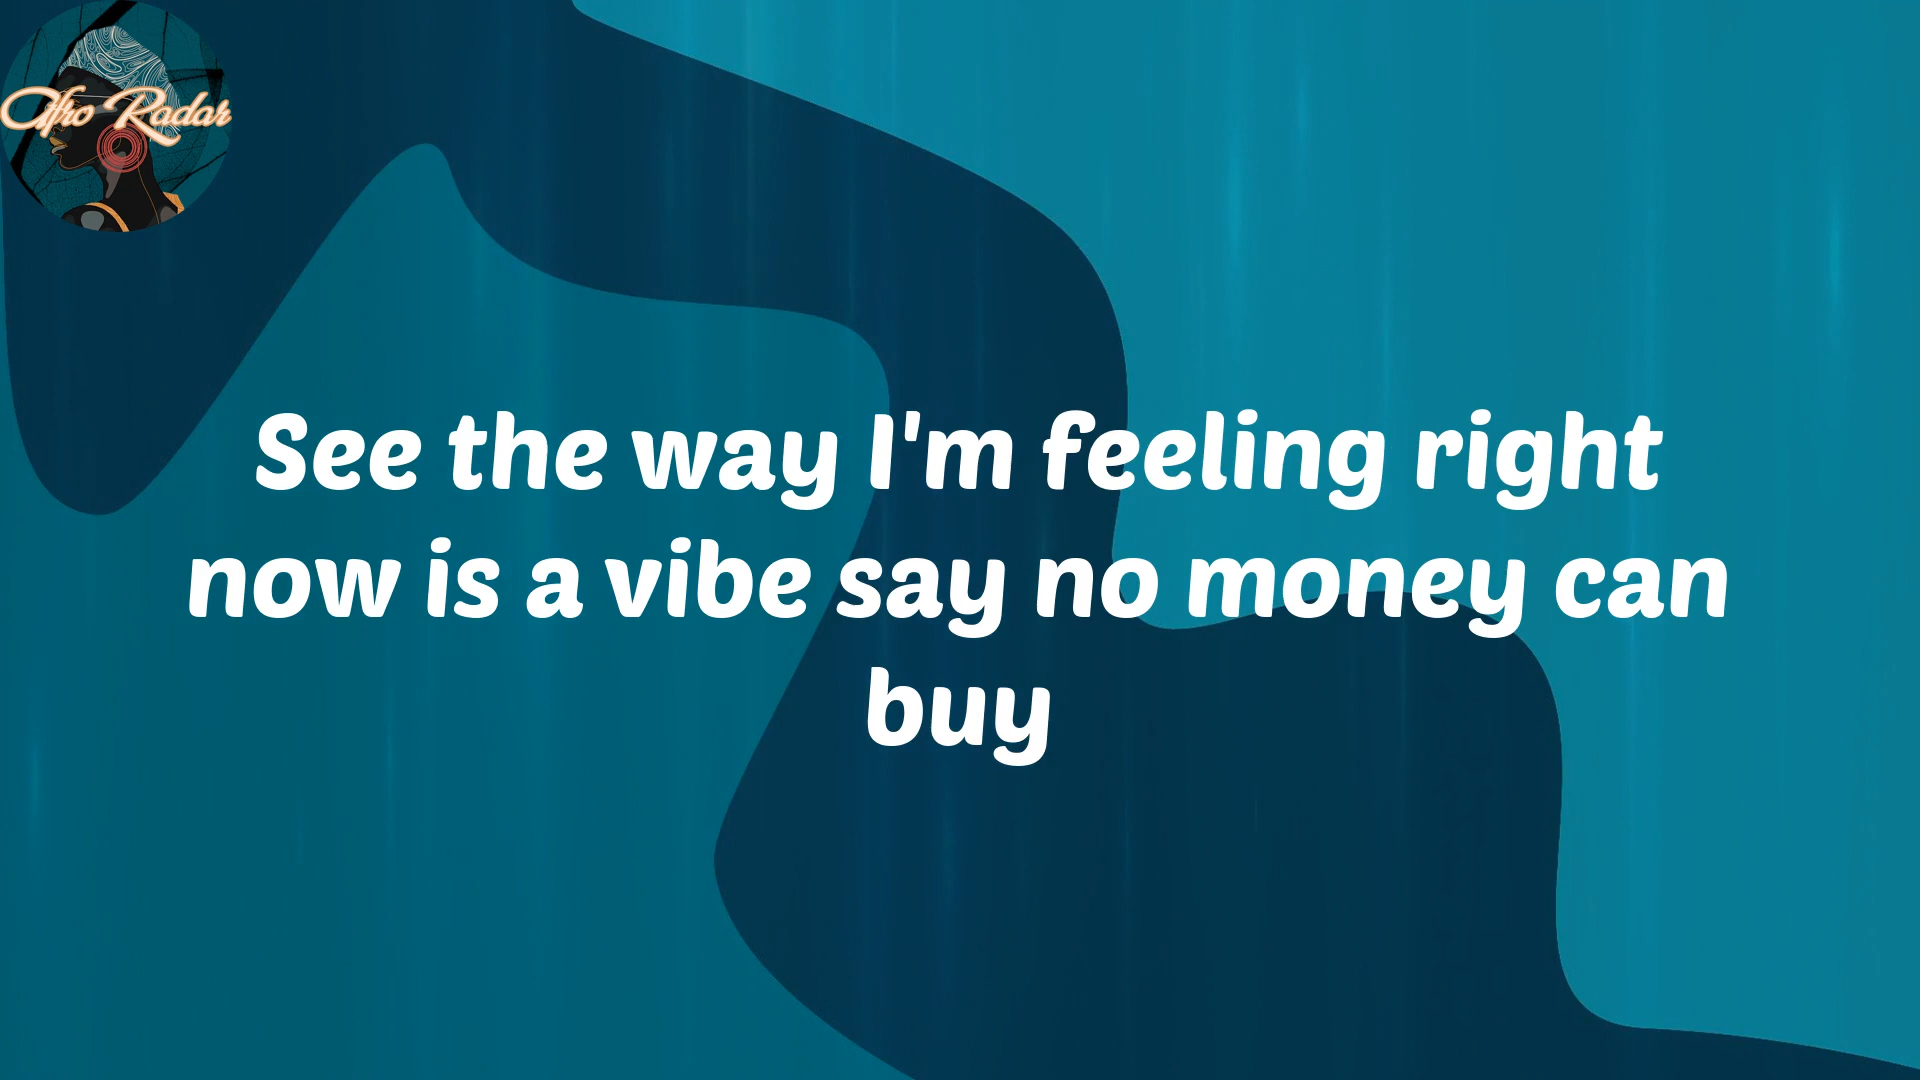 Afro Radar
See the way I'm feeling right
now is a vibe say no money can
buy